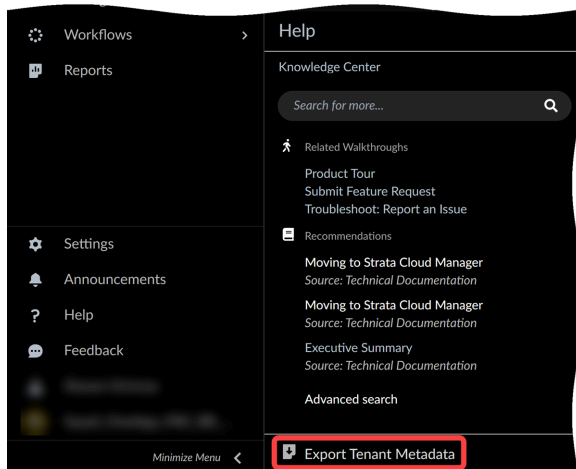 Workflows
Reports
Settings
Announcements
Help
Feedback
Minimize Menu
Help
Knowledge Center
Search for more...
Related Walkthroughs
Product Tour
Submit Feature Request
Troubleshoot: Report an Issue
Recommendations
Moving to Strata Cloud Manager
Source: Technical Documentation
Moving to Strata Cloud Manager
Source: Technical Documentation
Executive Summary
Source: Technical Documentation
Advanced search
Export Tenant Metadata